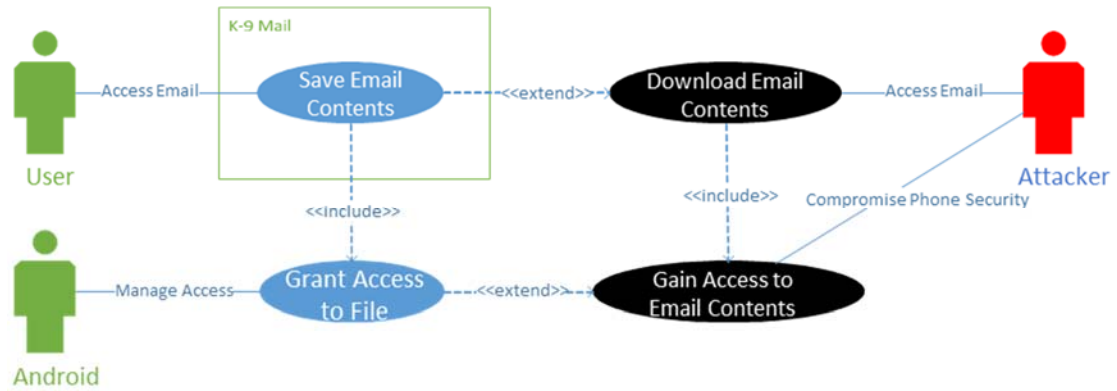 K-9 Mail
Access Email
Save Email
Contents
<<extend>>
Download Email
Contents
Access Email
User
Attacker
<<include>>
<<include>>
Compromise Phone Security
Manage Access
Grant Access
to File
<<extend>>
Gain Access to
Email Contents
Android